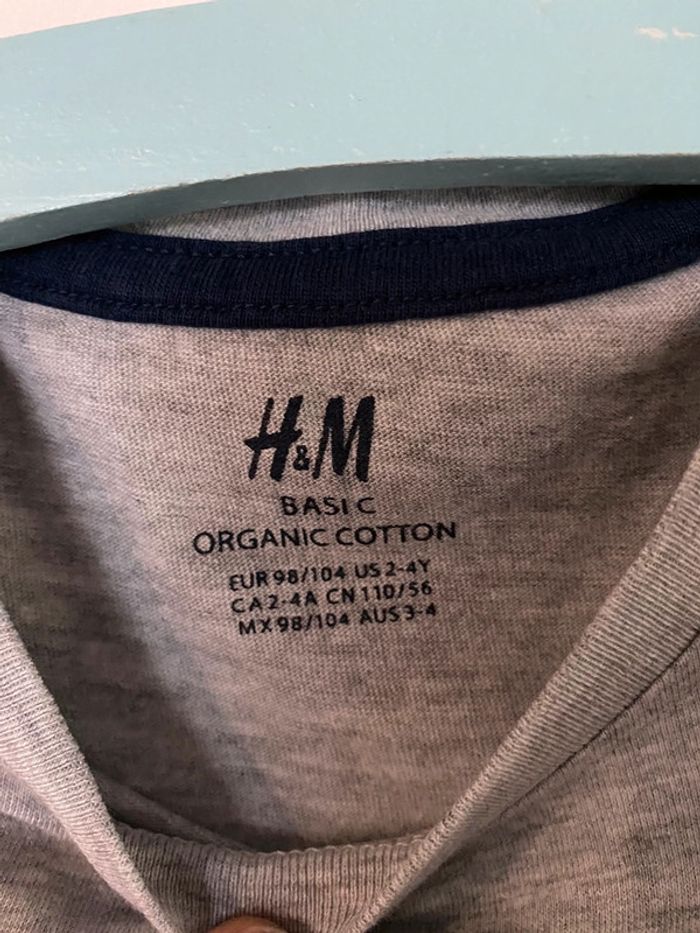 H&M
BASIC
ORGANIC COTTON
EUR 98/104 US 2-4Y
CA 2-4A CN 110/56
MX 98/104 AUS 3-4